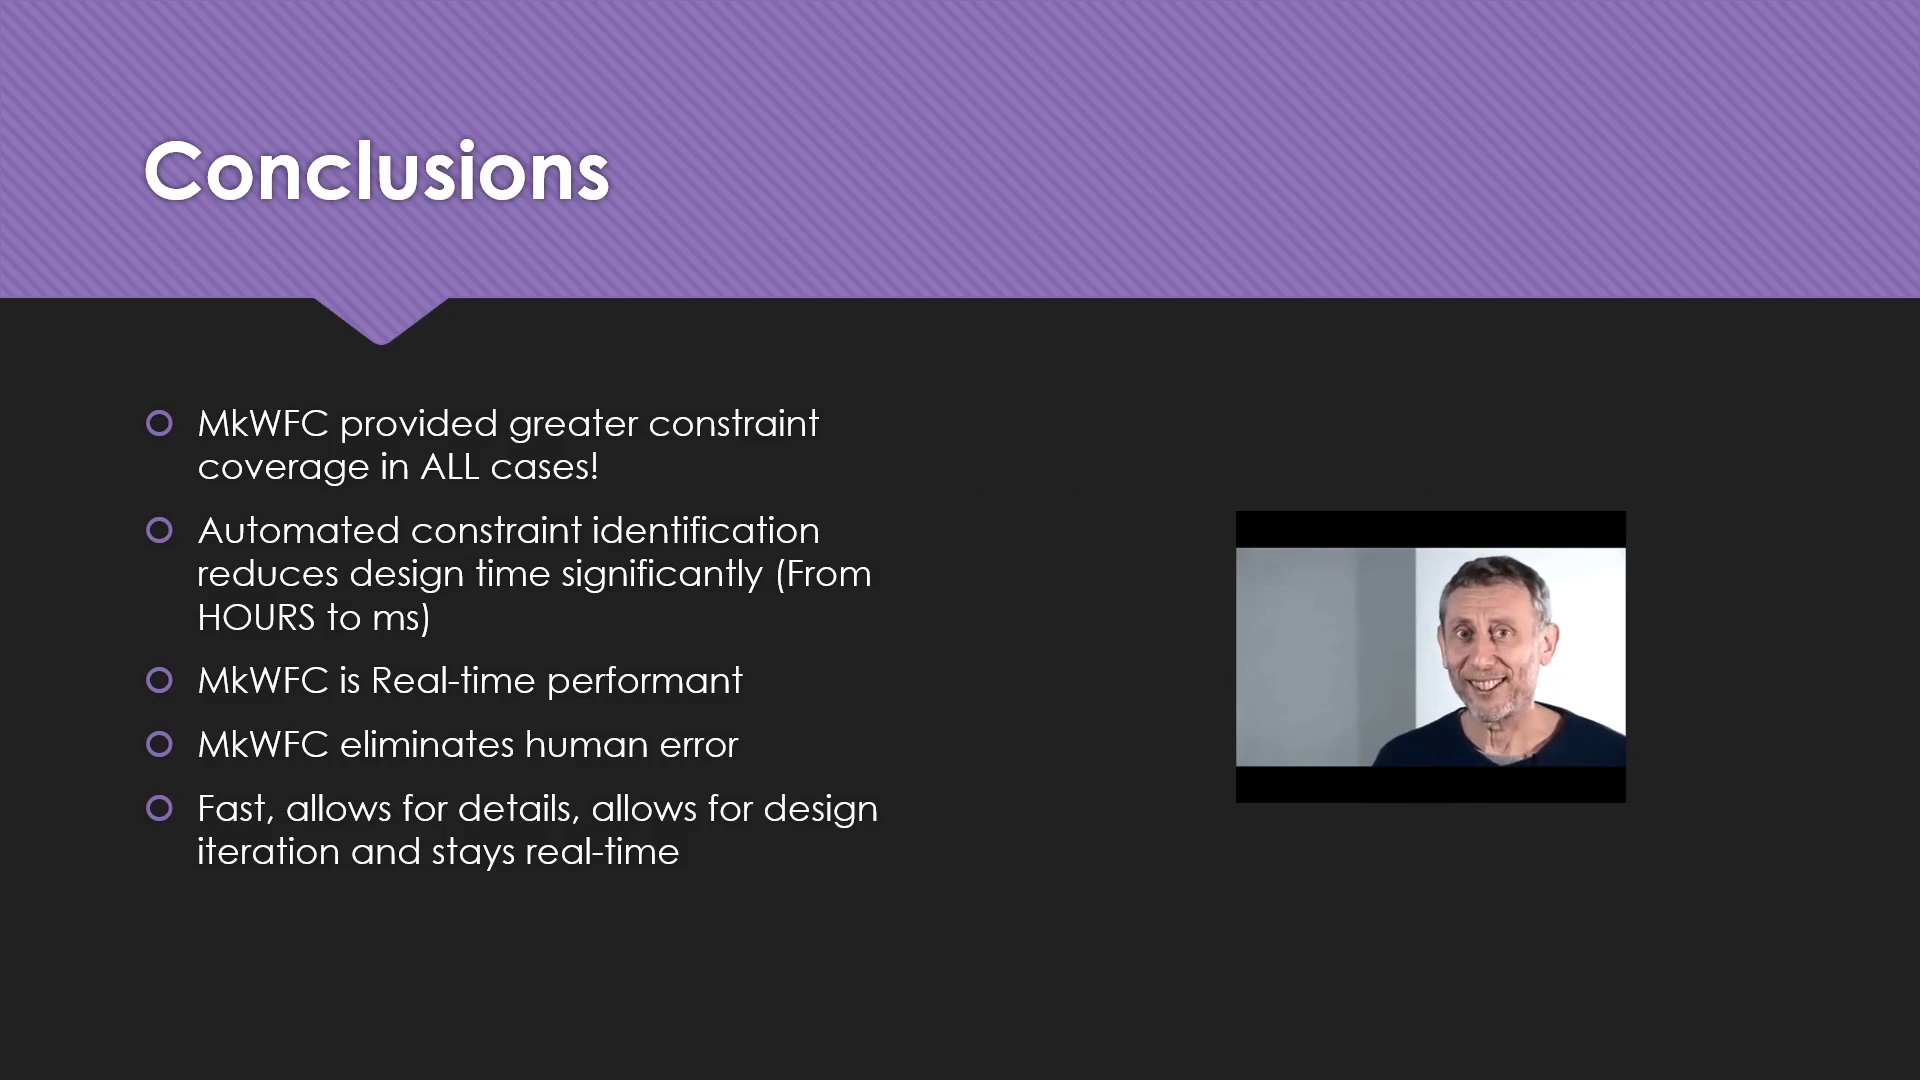 Conclusions
MkWFC provided greater constraint
coverage in ALL cases!
Automated constraint identification
reduces design time significantly (From
HOURS to ms)
MkWFC is Real-time performant
MkWFC eliminates human error
Fast, allows for details, allows for design
iteration and stays real-time